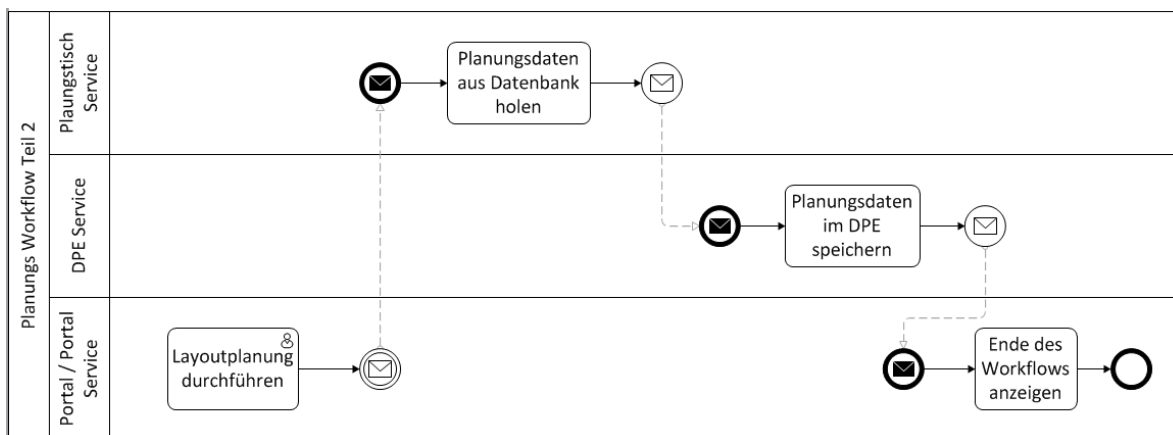 Planungs Workflow Teil 2
Plaungstisch
Service
Planungsdaten
aus Datenbank
holen
DPE Service
Planungsdaten
im DPE
speichern
Portal / Portal
Service
Layoutplanung
durchführen
Ende des
Workflows
anzeigen